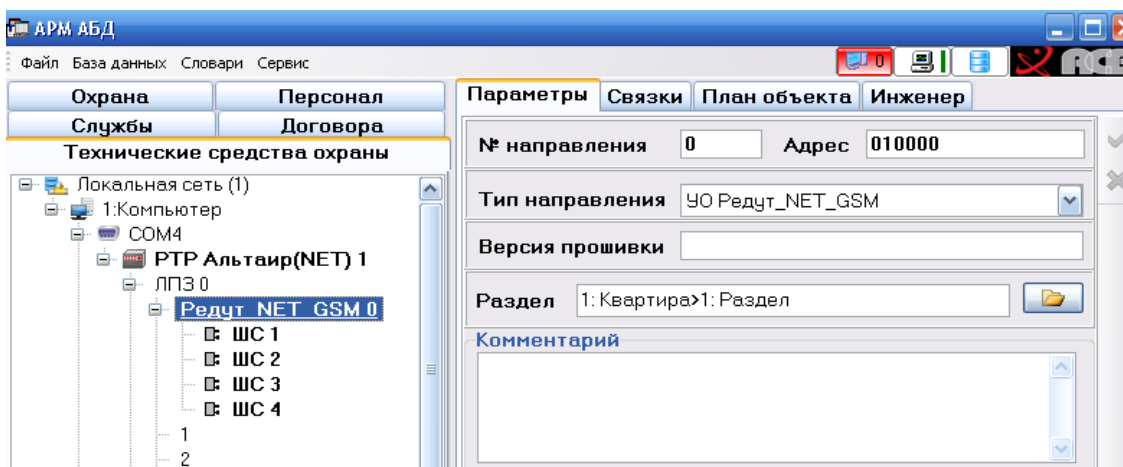 АРМ АБД
Файл База данных Словари Сервис
0
Охрана Персонал
Службы Договора
Технические средства охраны
Локальная сеть (1)
1:Компьютер
COM4
РТР Альтаир(NET) 1
ЛПЗ 0
Редут_NET_GSM 0
ШС 1
ШС 2
ШС 3
ШС 4
1
2
Параметры Связки План объекта Инженер
№ направления 0 Адрес 010000
Тип направления УО Редут_NET_GSM
Версия прошивки
Раздел 1: Квартира>1: Раздел
Комментарий